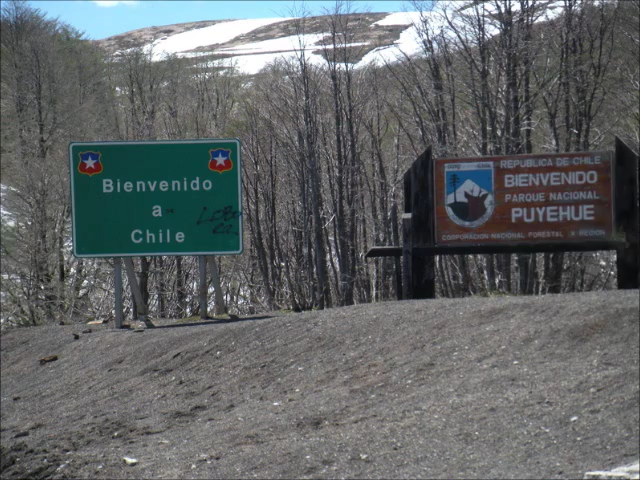 Bienvenido
a
Chile
REPUBLICA DE CHILE
BIENVENIDO
PARQUE NACIONAL
PUYEHUE
CORPORACION NACIONAL FORESTAL X REGION